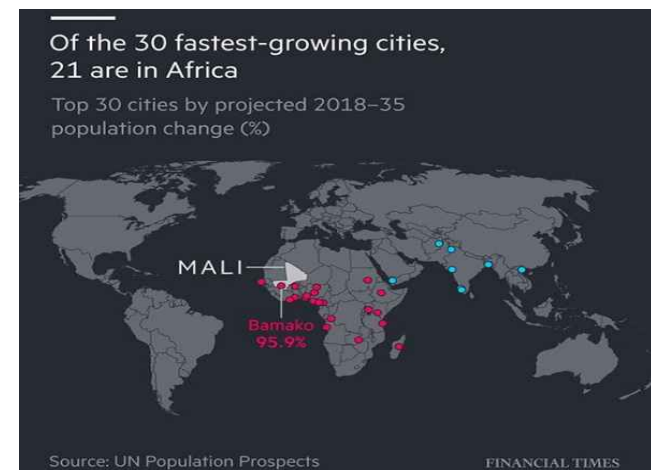 Of the 30 fastest-growing cities,
21 are in Africa
Top 30 cities by projected 2018–35
population change (%)
MALI
Bamako
95.9%
Source: UN Population Prospects
FINANCIAL TIMES